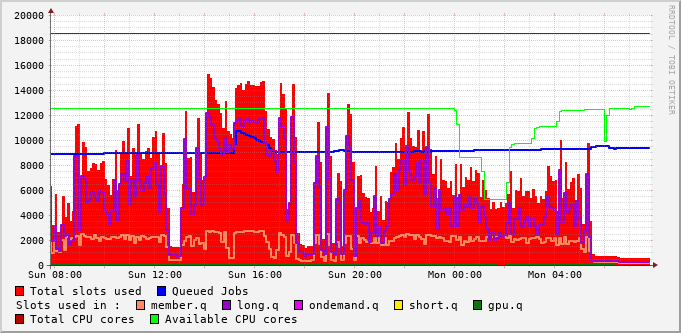 20000
18000
16000
14000
12000
10000
8000
6000
4000
2000
0
Sun 08:00 Sun 12:00 Sun 16:00 Sun 20:00 Mon 00:00 Mon 04:00
RRDTOOL / TOBI OETIKER
Total slots used Queued Jobs
Slots used in : member.q long.q ondemand.q short.q gpu.q
Total CPU cores Available CPU cores